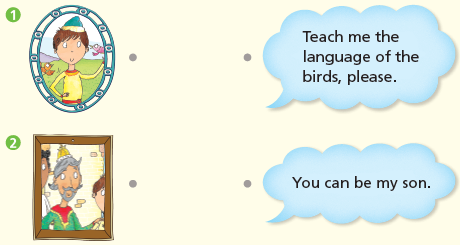 1
Teach me the
language of the
birds, please.
2
You can be my son.